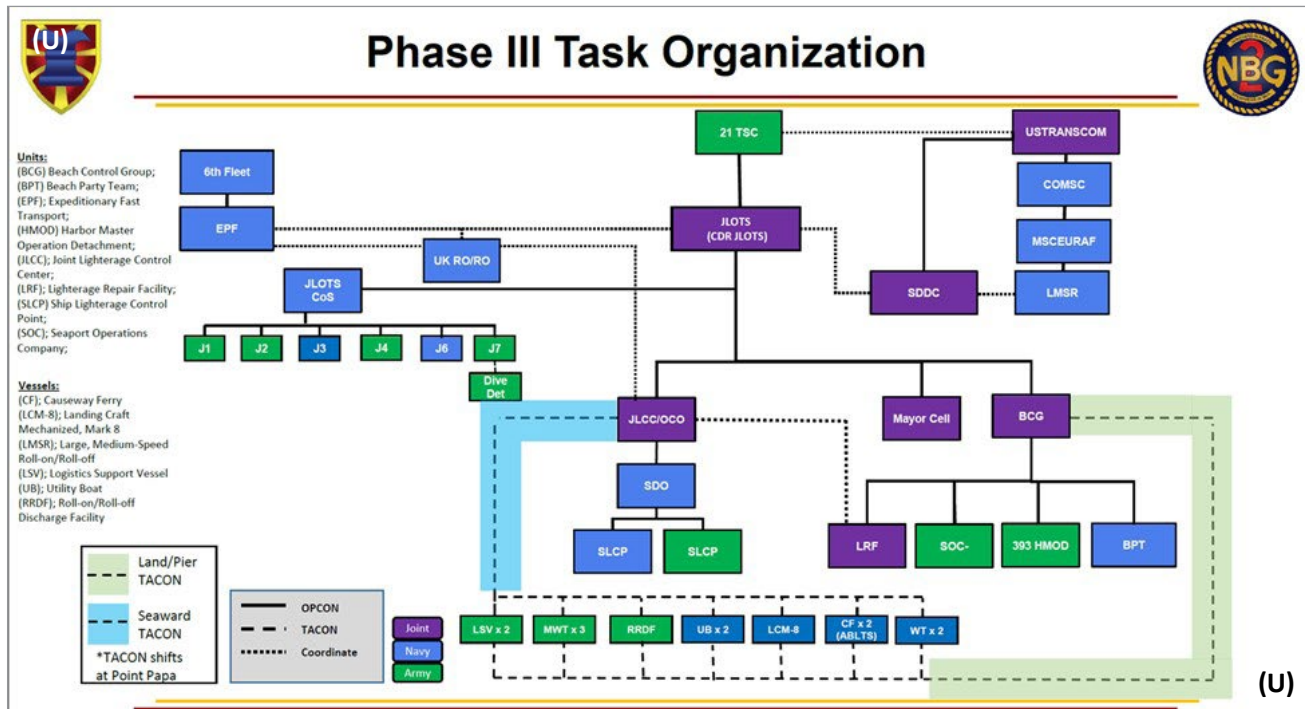 (U)
Phase III Task Organization
2
NBG
Units:
(BCG) Beach Control Group;
(BPT) Beach Party Team;
(EPF); Expeditionary Fast
Transport;
(HMOD) Harbor Master
Operation Detachment;
(JLCC); Joint Lighterage Control
Center;
(LRF); Lighterage Repair Facility;
(SLCP) Ship Lighterage Control
Point;
(SOC); Seaport Operations
Company;
Vessels:
(CF); Causeway Ferry
(LCM-8); Landing Craft
Mechanized, Mark 8
(LMSR); Large, Medium-Speed
Roll-on/Roll-off
(LSV); Logistics Support Vessel
(UB); Utility Boat
(RRDF); Roll-on/Roll-off
Discharge Facility
21 TSC
USTRANSCOM
6th Fleet
COMSC
EPF
JLOTS
(CDR JLOTS)
MSCEURAF
UK RO/RO
JLOTS
CoS
SDDC
LMSR
J1
J2
J3
J4
J6
J7
Dive
Det
JLCC/OCO
Mayor Cell
BCG
SDO
SLCP
SLCP
LRF
SOC-
393 HMOD
BPT
Land/Pier
TACON
Seaward
TACON
*TACON shifts
at Point Papa
OPCON
TACON
Coordinate
Joint
Navy
Army
LSV x 2
MWT x 3
RRDF
UB x 2
LCM-8
CF x 2
(ABLTS)
WT x 2
(U)